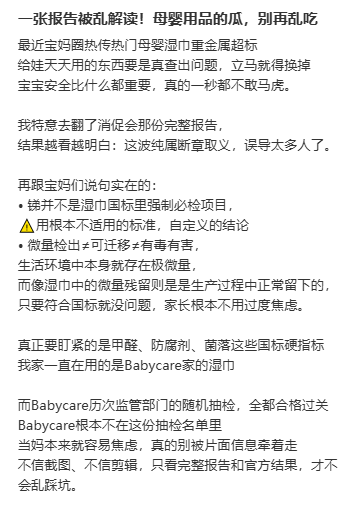 一张报告被乱解读！母婴用品的瓜，别再乱吃
最近宝妈圈热传热门母婴湿巾重金属超标
给娃天天用的东西要是真查出问题，立马就得换掉
宝宝安全比什么都重要，真的一秒都不敢马虎。
我特意去翻了消促会那份完整报告，
结果越看越明白：这波纯属断章取义，误导太多人了。
再跟宝妈们说句实在的：
• 锑并不是湿巾国标里强制必检项目，
⚠️用根本不适用的标准，自定义的结论
• 微量检出≠可迁移≠有毒有害，
生活环境中本身就存在极微量，
而像湿巾中的微量残留则是是生产过程中正常留下的，
只要符合国标就没问题，家长根本不用过度焦虑。
真正要盯紧的是甲醛、防腐剂、菌落这些国标硬指标
我家一直在用的是Babycare家的湿巾
而Babycare历次监管部门的随机抽检，全都合格过关
Babycare根本不在这份抽检名单里
当妈本来就容易焦虑，真的别被片面信息牵着走
不信截图、不信剪辑，只看完整报告和官方结果，才不
会乱踩坑。